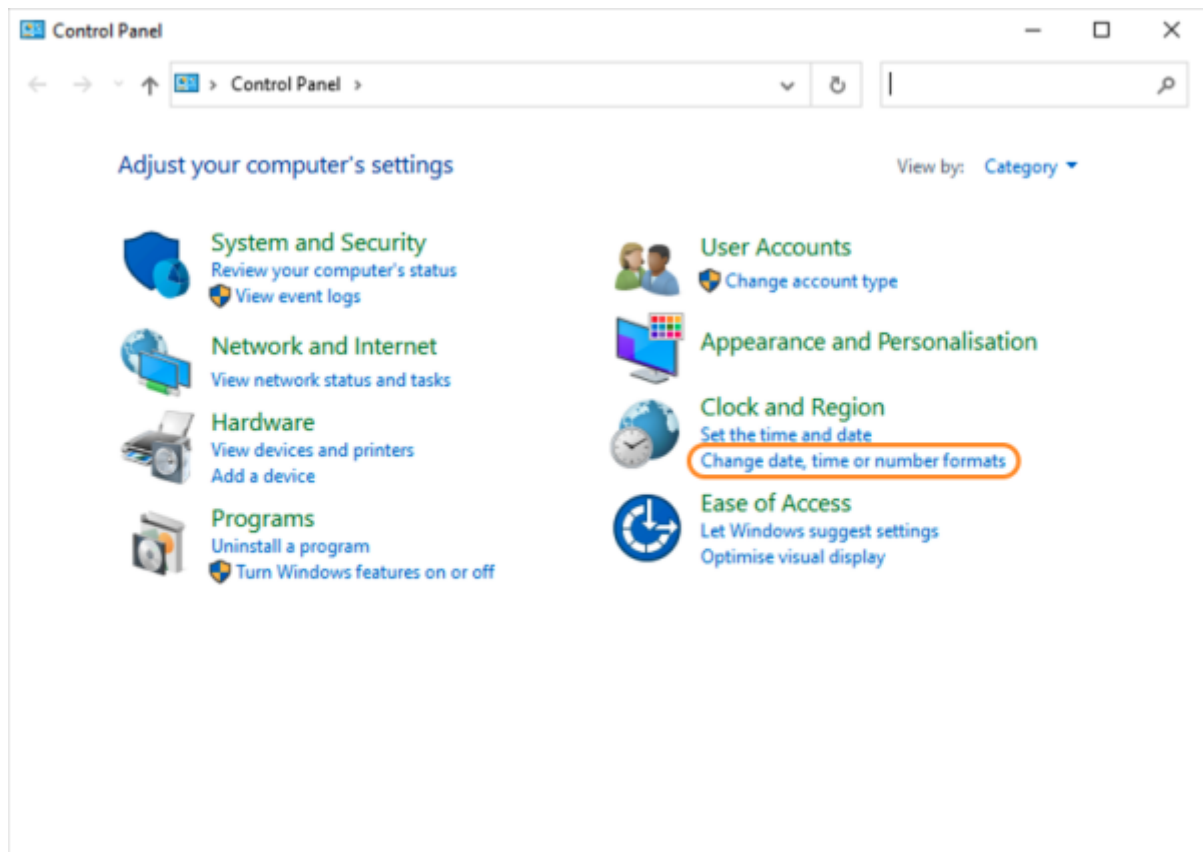 Control Panel
Control Panel
Adjust your computer's settings
View by: Category
System and Security
Review your computer's status
View event logs
Network and Internet
View network status and tasks
Hardware
View devices and printers
Add a device
Programs
Uninstall a program
Turn Windows features on or off
User Accounts
Change account type
Appearance and Personalisation
Clock and Region
Set the time and date
Change date, time or number formats
Ease of Access
Let Windows suggest settings
Optimise visual display